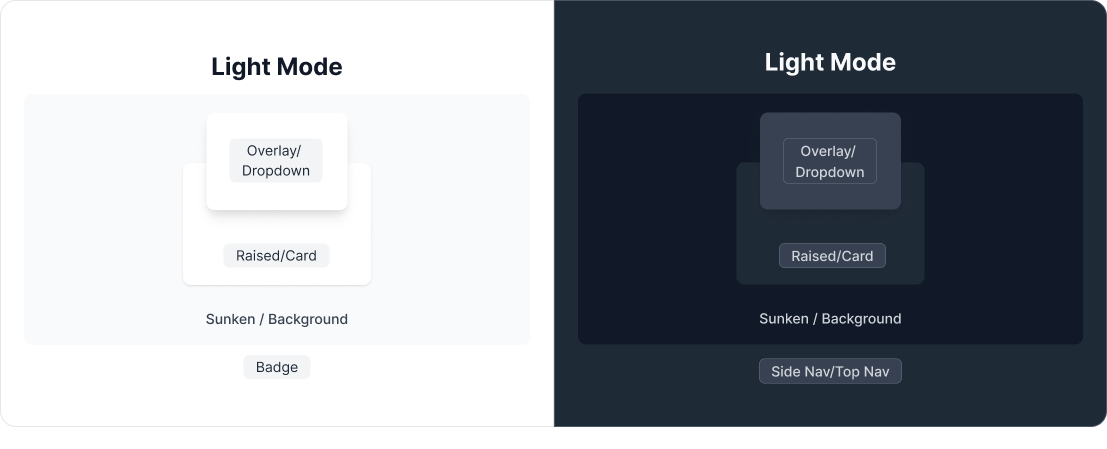 Light Mode
Overlay/
Dropdown
Raised/Card
Sunken / Background
Badge
Light Mode
Overlay/
Dropdown
Raised/Card
Sunken / Background
Side Nav/Top Nav